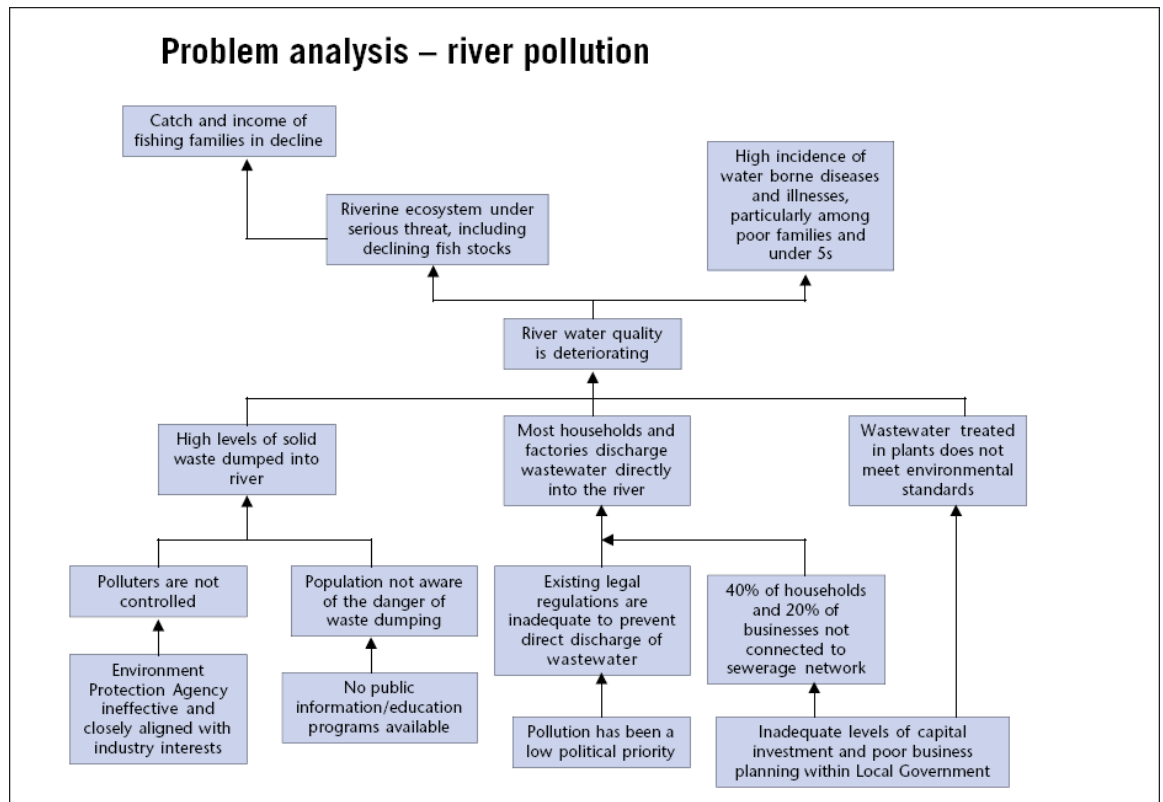 Problem analysis – river pollution
Catch and income of
fishing families in decline
High incidence of
water borne diseases
and illnesses,
particularly among
poor families and
under 5s
Riverine ecosystem under
serious threat, including
declining fish stocks
River water quality
is deteriorating
High levels of solid
waste dumped into
river
Most households and
factories discharge
wastewater directly
into the river
Wastewater treated
in plants does not
meet environmental
standards
Polluters are not
controlled
Population not aware
of the danger of
waste dumping
Existing legal
regulations are
inadequate to prevent
direct discharge of
wastewater
40% of households
and 20% of
businesses not
connected to
sewerage network
Environment
Protection Agency
ineffective and
closely aligned with
industry interests
No public
information/education
programs available
Pollution has been a
low political priority
Inadequate levels of capital
investment and poor business
planning within Local Government